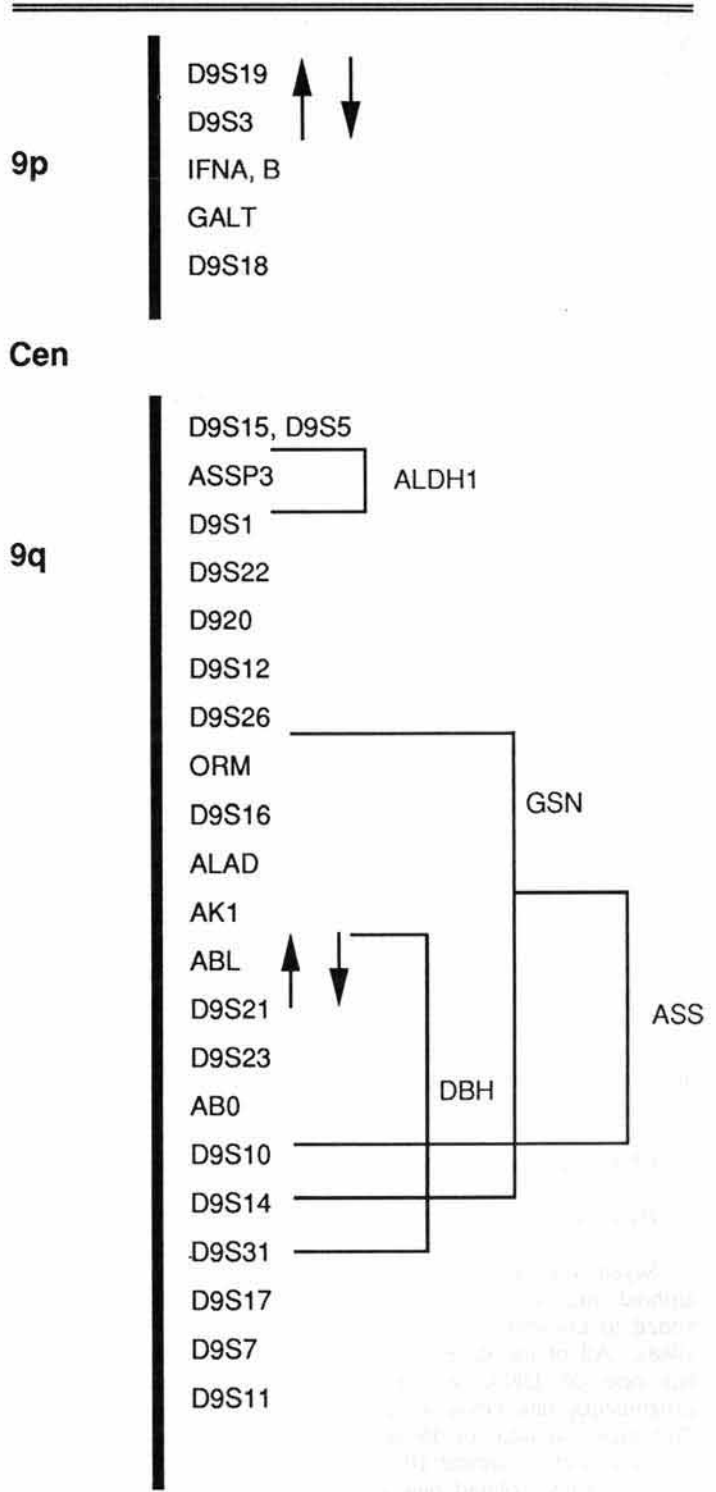 D9S19
D9S3
9p
IFNA, B
GALT
D9S18
Cen
D9S15, D9S5
ASSP3
ALDH1
D9S1
9q
D9S22
D920
D9S12
D9S26
ORM
GSN
D9S16
ALAD
AK1
ABL
D9S21
ASS
D9S23
DBH
AB0
D9S10
D9S14
D9S31
D9S17
D9S7
D9S11